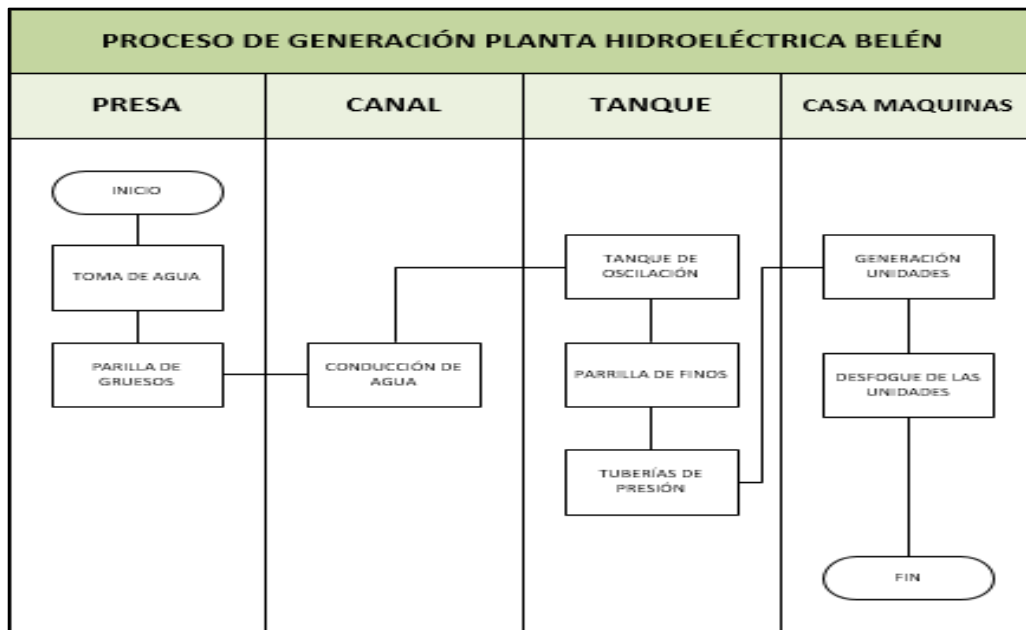 PROCESO DE GENERACIÓN PLANTA HIDROELÉCTRICA BELÉN
PRESA
CANAL
TANQUE
CASA MAQUINAS
INICIO
TOMA DE AGUA
PARILLA DE
GRUESOS
CONDUCCIÓN DE
AGUA
TANQUE DE
OSCILACIÓN
PARRILLA DE FINOS
TUBERÍAS DE
PRESIÓN
GENERACIÓN
UNIDADES
DESFOGUE DE LAS
UNIDADES
FIN